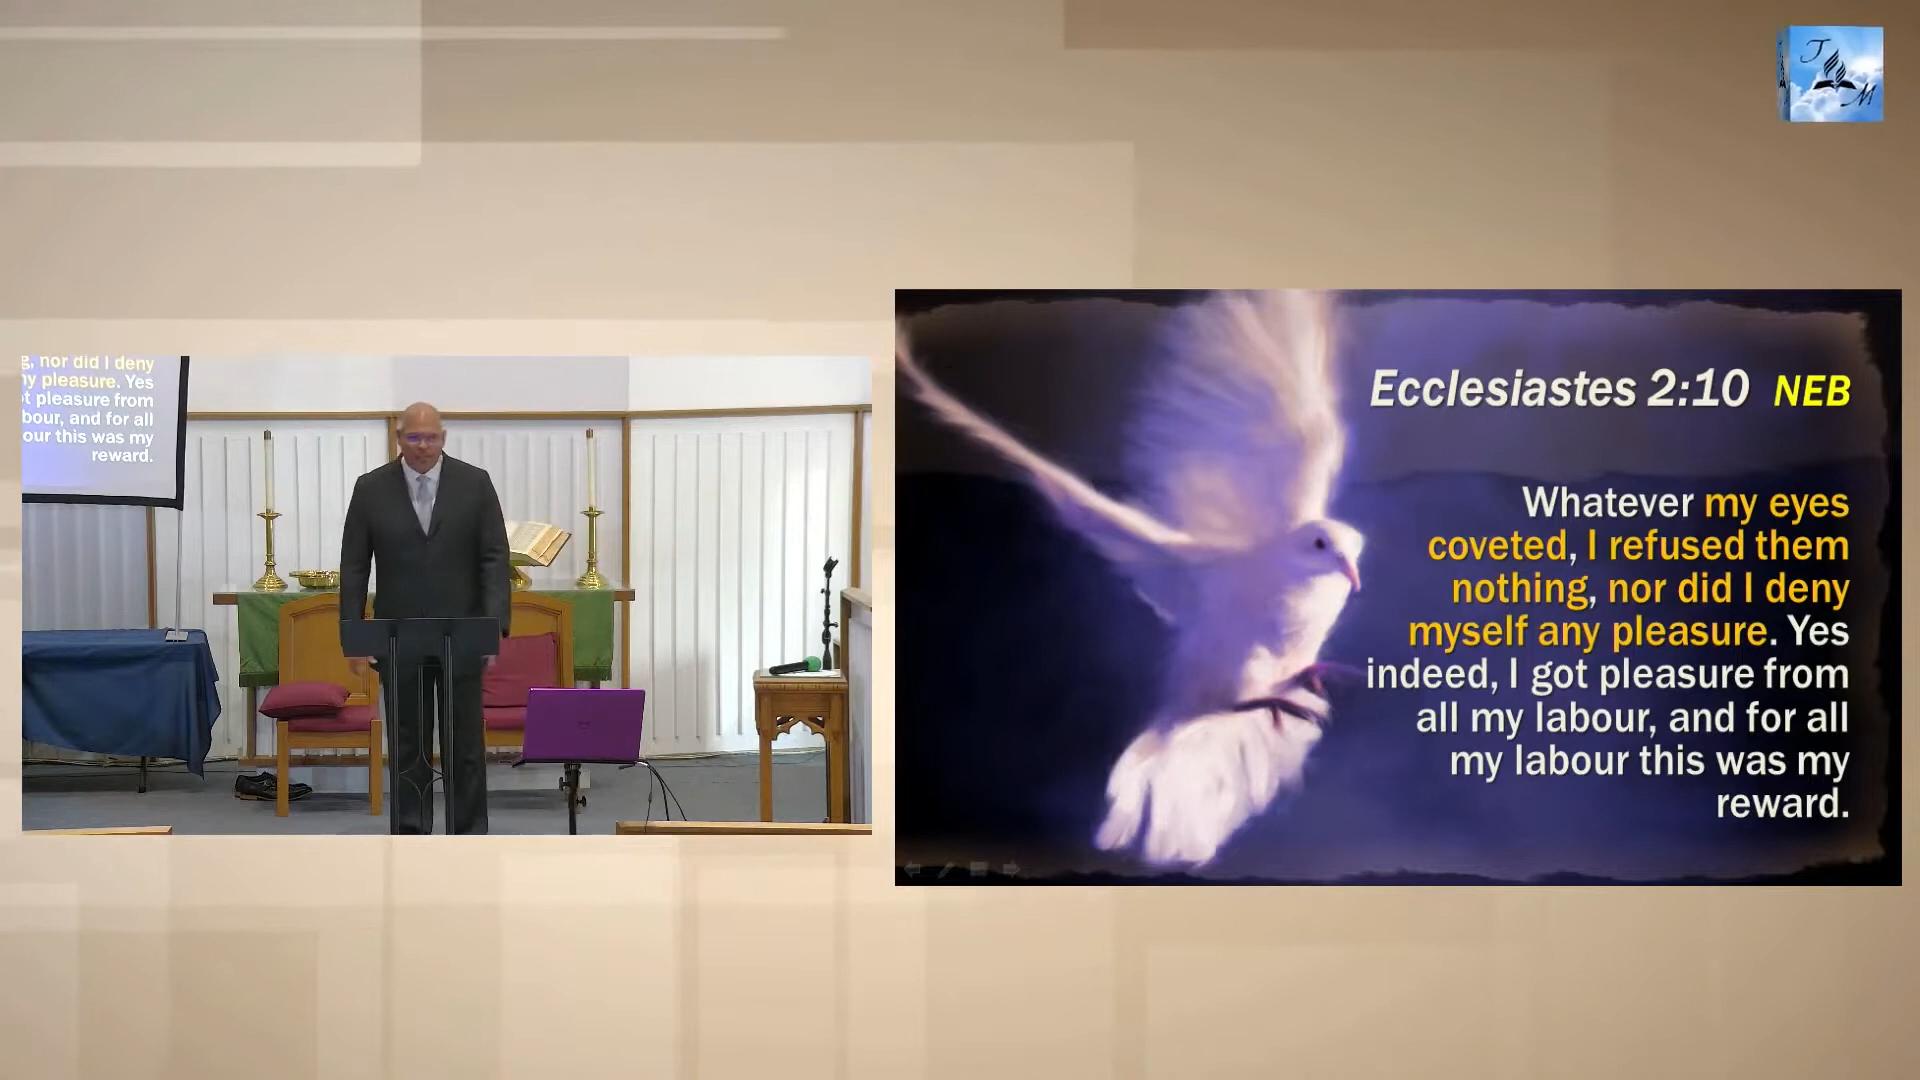 J
M
g, nor did I deny
ny pleasure. Yes
ot pleasure from
bour, and for all
our this was my
reward.
Ecclesiastes 2:10 NEB
Whatever my eyes
coveted, I refused them
nothing, nor did I deny
myself any pleasure. Yes
indeed, I got pleasure from
all my labour, and for all
my labour this was my
reward.